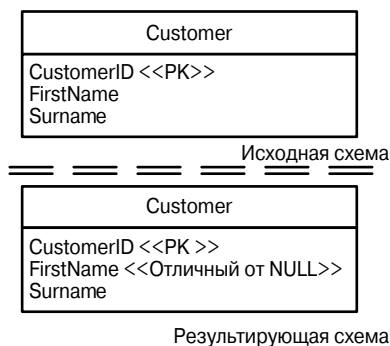 Customer
CustomerID <<PK>>
FirstName
Surname
Исходная схема
Customer
CustomerID <<PK >>
FirstName <<Отличный от NULL>>
Surname
Результирующая схема